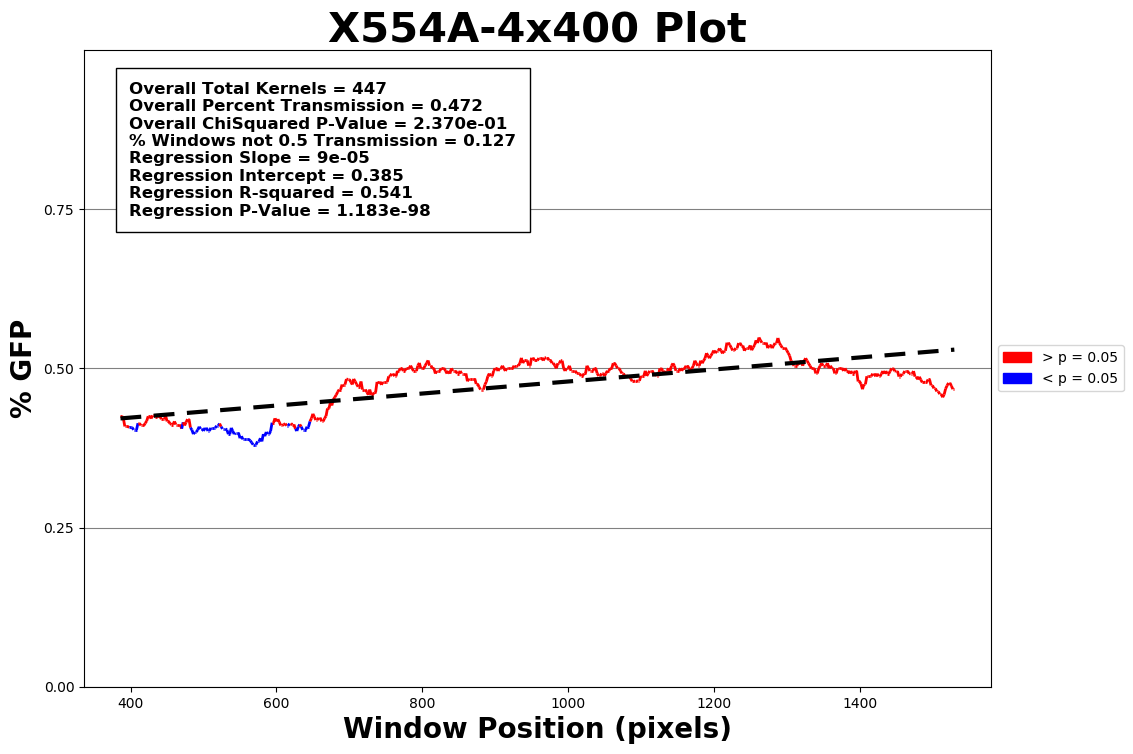 X554A-4x400 Plot
Overall Total Kernels = 447
Overall Percent Transmission = 0.472
Overall ChiSquared P-Value = 2.370e-01
% Windows not 0.5 Transmission = 0.127
Regression Slope = 9e-05
Regression Intercept = 0.385
Regression R-squared = 0.541
Regression P-Value = 1.183e-98
% GFP
0.75
0.50
0.25
0.00
> p = 0.05
< p = 0.05
400 600 800 1000 1200 1400
Window Position (pixels)